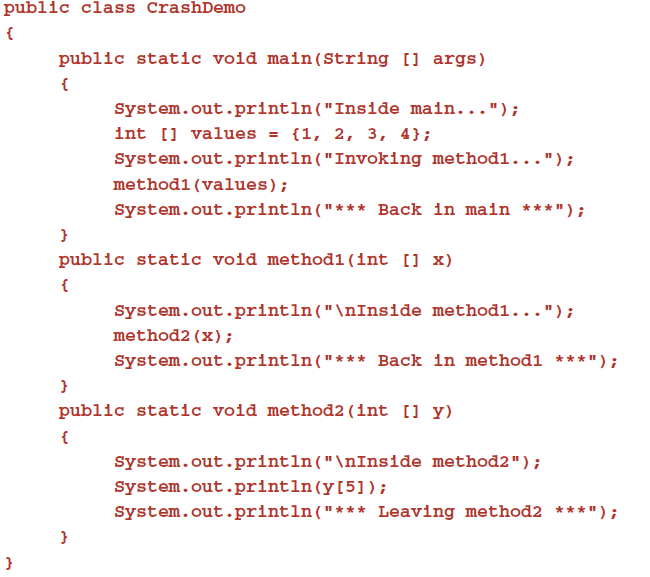 public class CrashDemo
{
public static void main(String [] args)
{
System.out.println("Inside main...");
int [] values = {1, 2, 3, 4};
System.out.println("Invoking method1...");
method1(values);
System.out.println("*** Back in main ***");
}
public static void method1(int [] x)
{
System.out.println("\nInside method1...");
method2(x);
System.out.println("*** Back in method1 ***");
}
public static void method2(int [] y)
{
System.out.println("\nInside method2");
System.out.println(y[5]);
System.out.println("*** Leaving method2 ***");
}
}